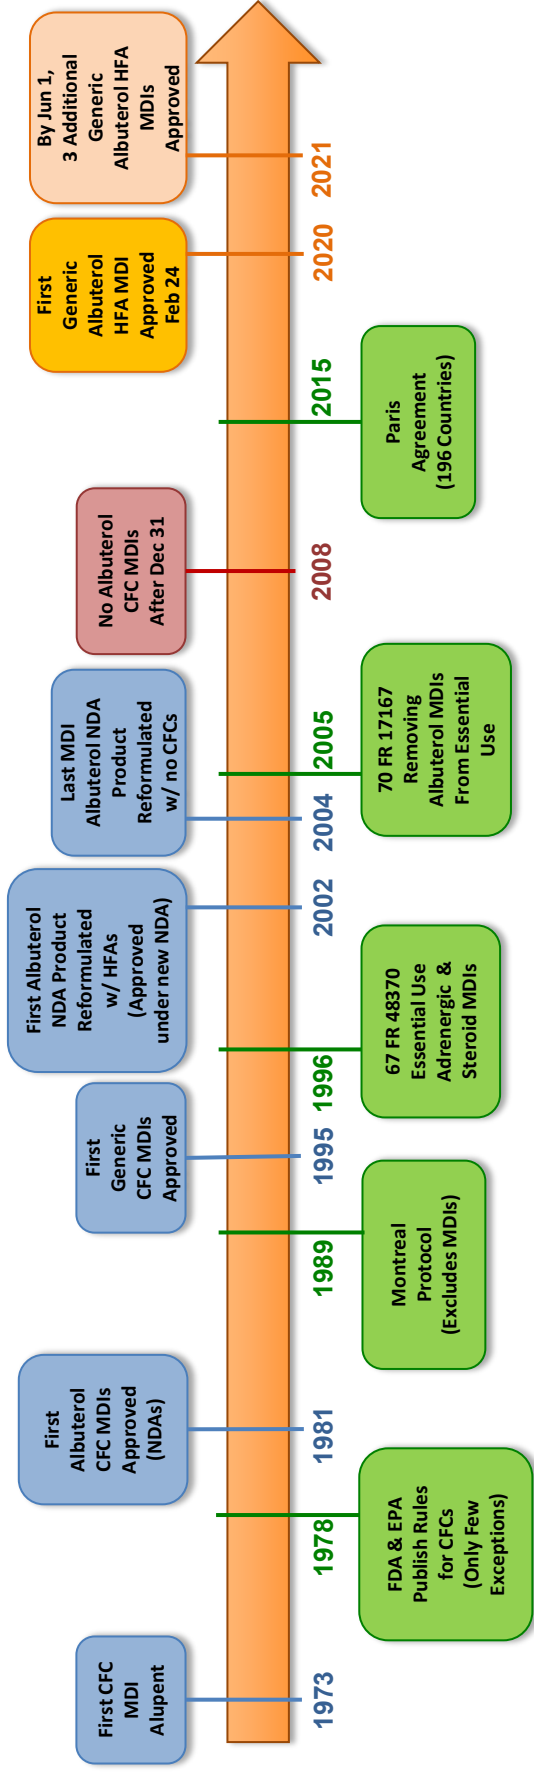 First CFC
MDI
Alupent
1973
FDA & EPA
Publish Rules
for CFCs
(Only Few
Exceptions)
1978
First
Albuterol
CFC MDIs
Approved
(NDAs)
1981
Montreal
Protocol
(Excludes MDIs)
1989
First
Generic
CFC MDIs
Approved
1995
67 FR 48370
Essential Use
Adrenergic &
Steroid MDIs
1996
First Albuterol
NDA Product
Reformulated
w/ HFAs
(Approved
under new NDA)
2002
Last MDI
Albuterol NDA
Product
Reformulated
w/ no CFCs
2004
70 FR 17167
Removing
Albuterol MDIs
From Essential
Use
2005
No Albuterol
CFC MDIs
After Dec 31
2008
Paris
Agreement
(196 Countries)
2015
First
Generic
Albuterol
HFA MDI
Approved
Feb 24
2020
By Jun 1,
3 Additional
Generic
Albuterol HFA
MDIs
Approved
2021